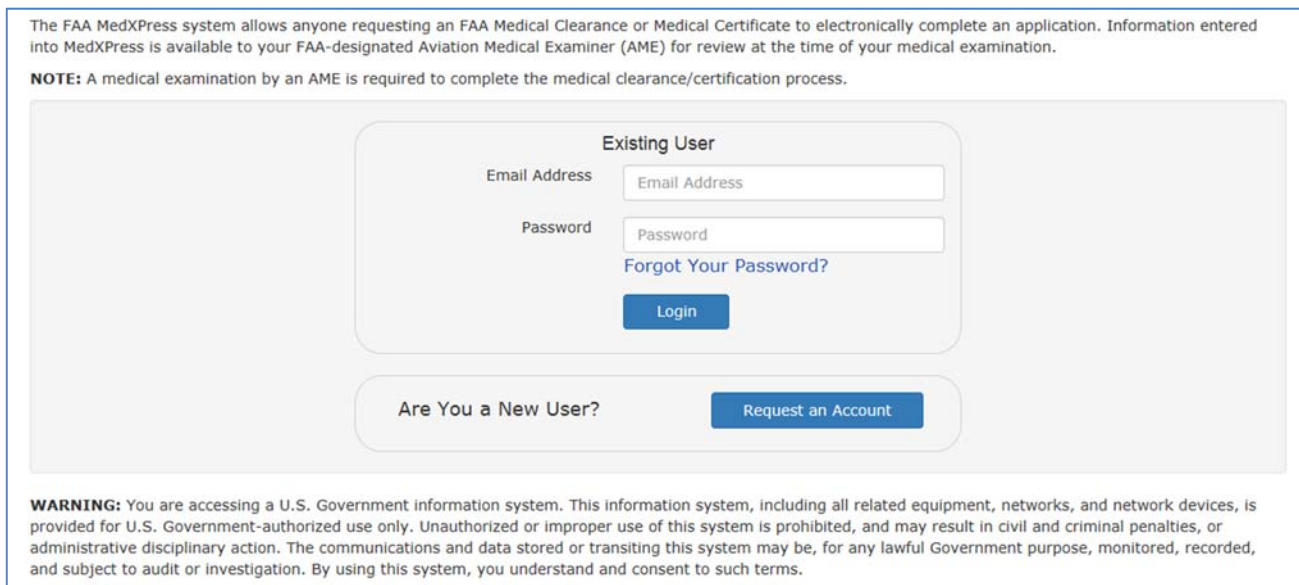 The FAA MedXPress system allows anyone requesting an FAA Medical Clearance or Medical Certificate to electronically complete an application. Information entered
into MedXPress is available to your FAA-designated Aviation Medical Examiner (AME) for review at the time of your medical examination.
NOTE: A medical examination by an AME is required to complete the medical clearance/certification process.
Existing User
Email Address Email Address
Password Password
Forgot Your Password?
Login
Are You a New User? Request an Account
WARNING: You are accessing a U.S. Government information system. This information system, including all related equipment, networks, and network devices, is
provided for U.S. Government-authorized use only. Unauthorized or improper use of this system is prohibited, and may result in civil and criminal penalties, or
administrative disciplinary action. The communications and data stored or transiting this system may be, for any lawful Government purpose, monitored, recorded,
and subject to audit or investigation. By using this system, you understand and consent to such terms.